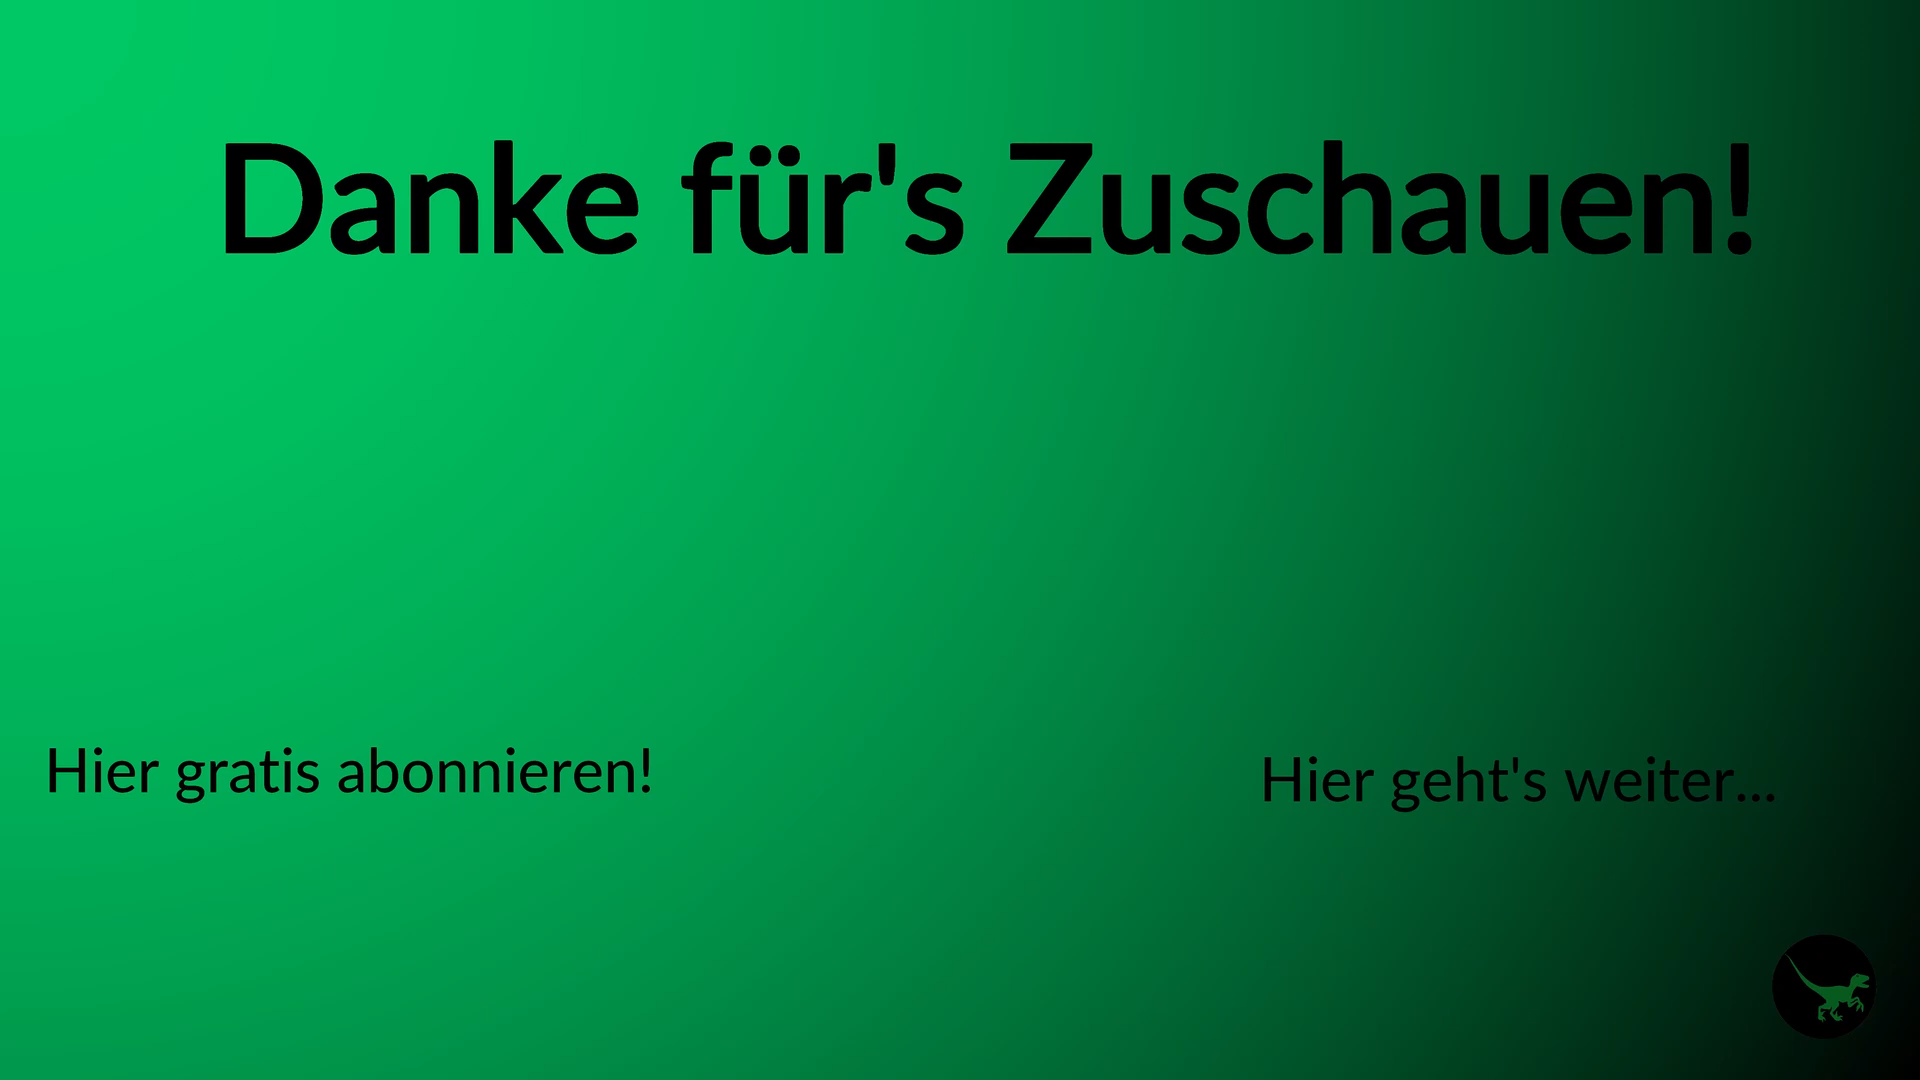 Danke für's Zuschauen!
Hier gratis abonnieren!
Hier geht's weiter...